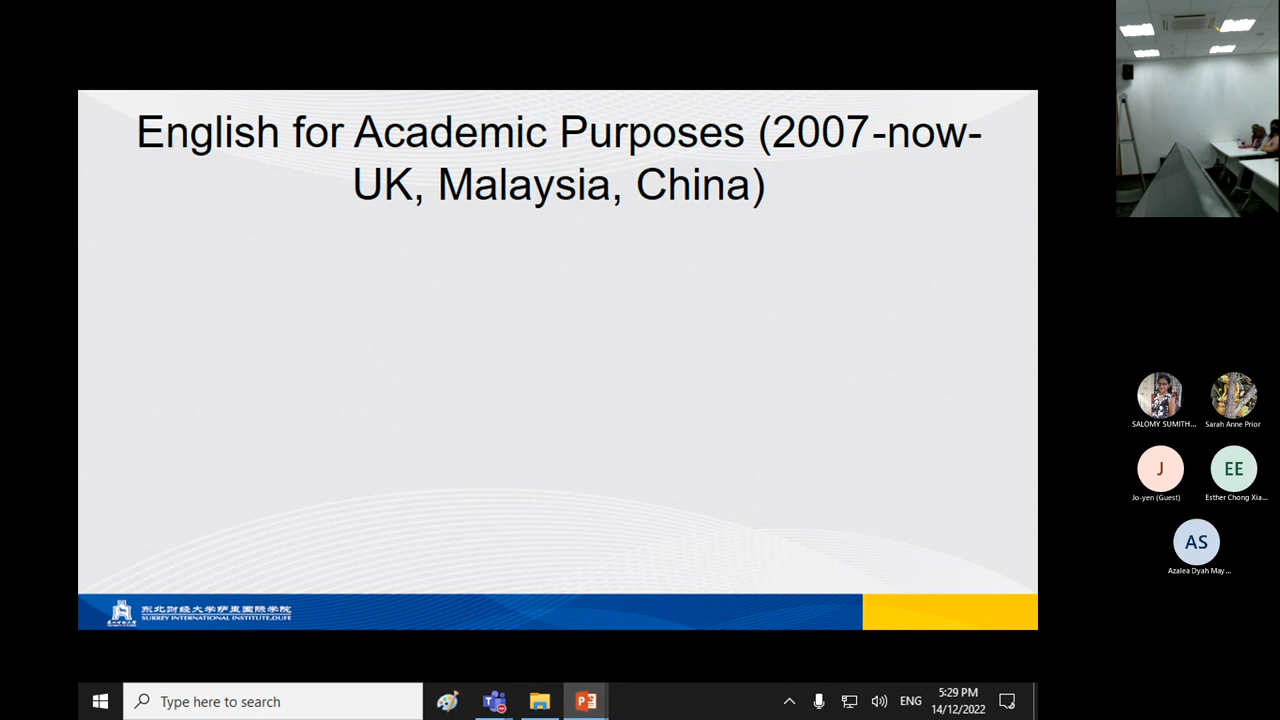 English for Academic Purposes (2007-now-
UK, Malaysia, China)
SALOMY SUMITH...
Sarah Anne Prior
J
EE
Jo-yen (Guest)
Esther Chong Xia...
AS
Azalea Dyah May...
东北财经大学萨里国际学院
SURREY INTERNATIONAL INSTITUTE,DUFE
Type here to search
ENG
5:29 PM
14/12/2022